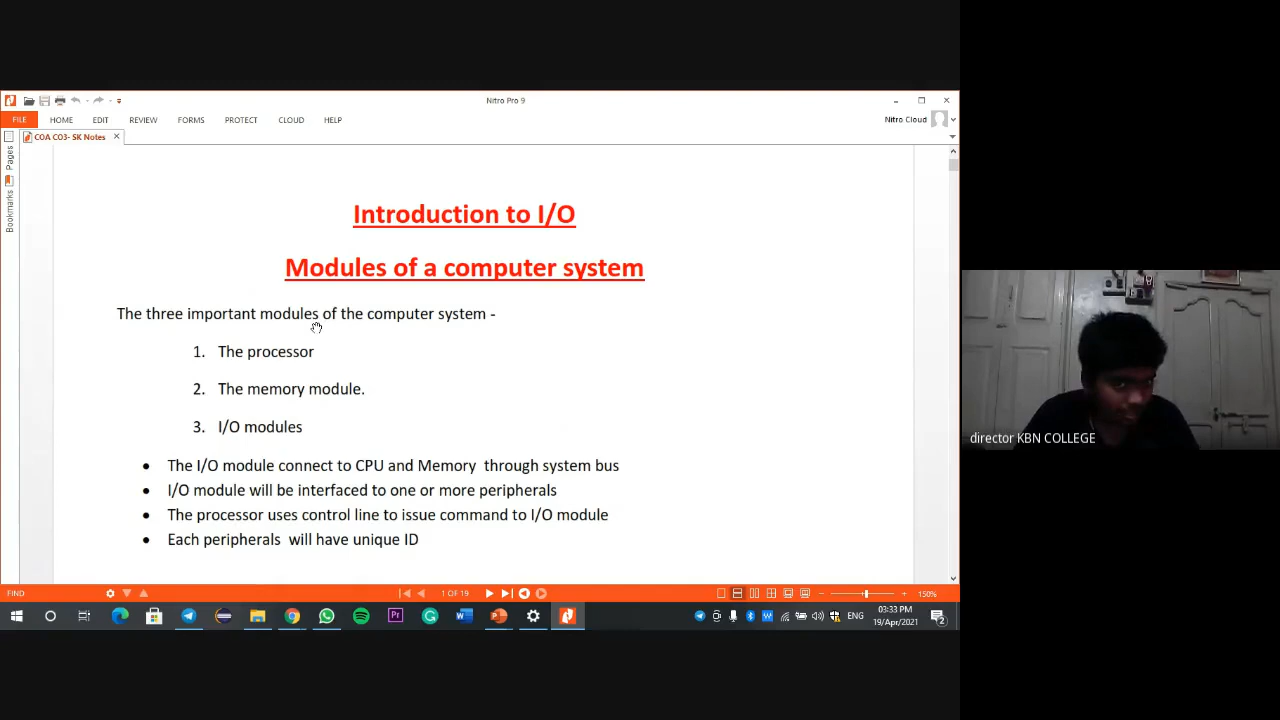 Nitro Pro 9
FILE HOME EDIT REVIEW FORMS PROTECT CLOUD HELP Nitro Cloud
COA CO3- SK Notes
Pages
Bookmarks
Introduction to I/O
Modules of a computer system
The three important modules of the computer system -
1. The processor
2. The memory module.
3. I/O modules
• The I/O module connect to CPU and Memory through system bus
• I/O module will be interfaced to one or more peripherals
• The processor uses control line to issue command to I/O module
• Each peripherals will have unique ID
director KBN COLLEGE
FIND 1 OF 19 150%
Pr ENG 03:33 PM
19/Apr/2021 2